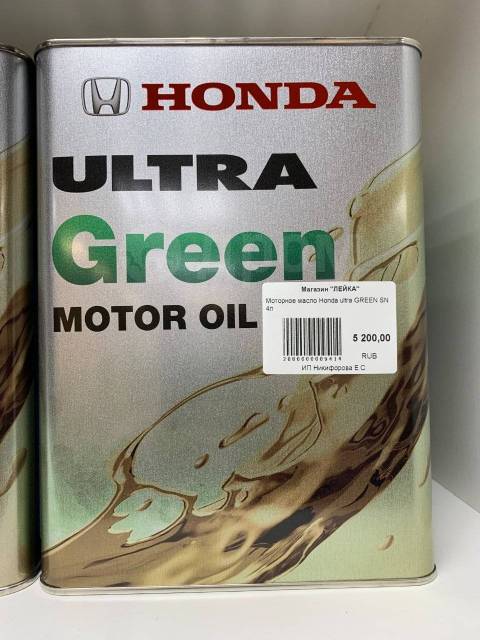 HONDA
ULTRA
Green
MOTOR OIL
Магазин "ЛЕЙКА"
Моторное масло Honda ultra GREEN SN
4л
5 200,00
2000000009414
RUB
ИП Никифорова Е.С